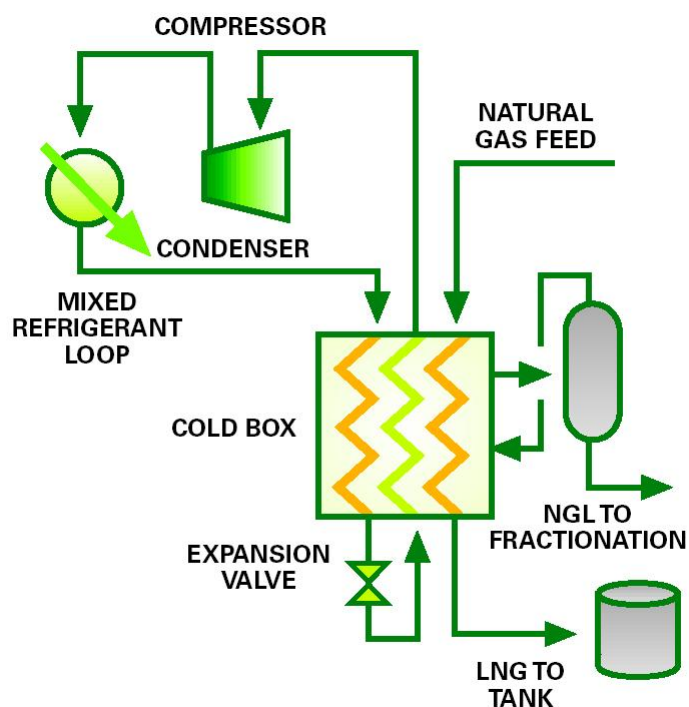 COMPRESSOR
NATURAL
GAS FEED
CONDENSER
MIXED
REFRIGERANT
LOOP
COLD BOX
NGL TO
FRACTIONATION
EXPANSION
VALVE
LNG TO
TANK